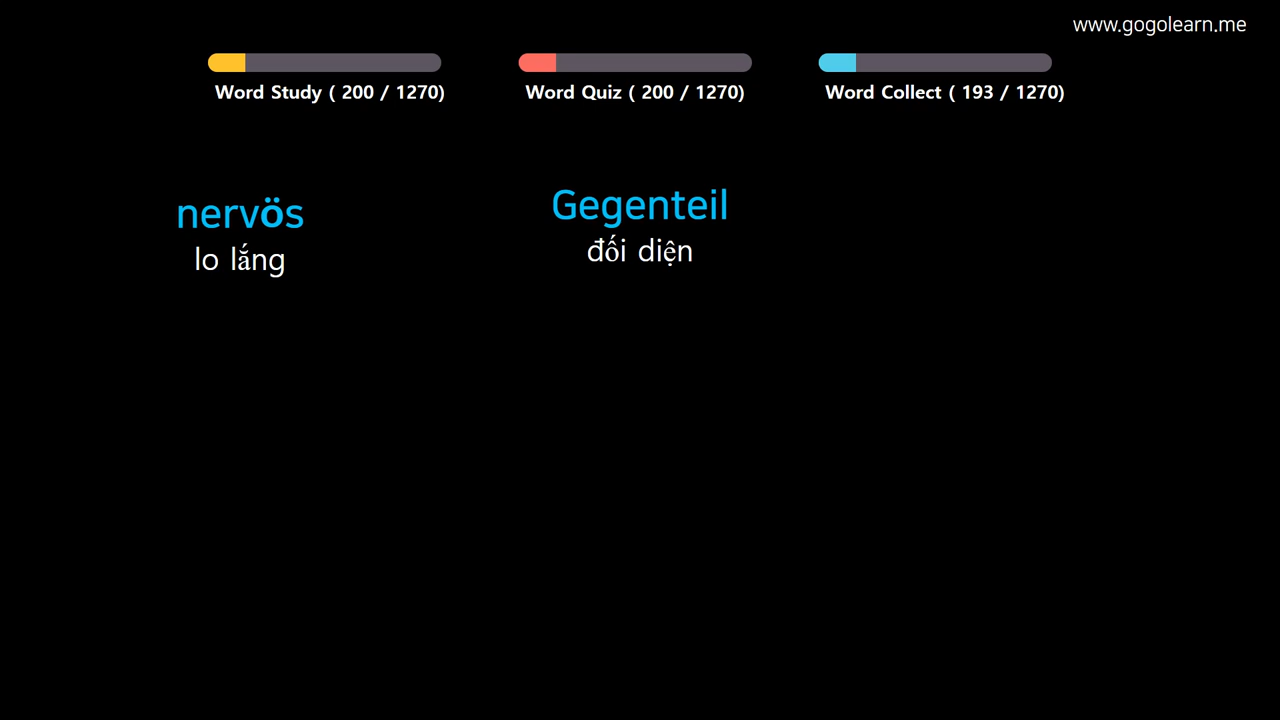 www.gogolearn.me
Word Study ( 200 / 1270)
Word Quiz ( 200 / 1270)
Word Collect ( 193 / 1270)
nervös
lo lắng
Gegenteil
đối diện